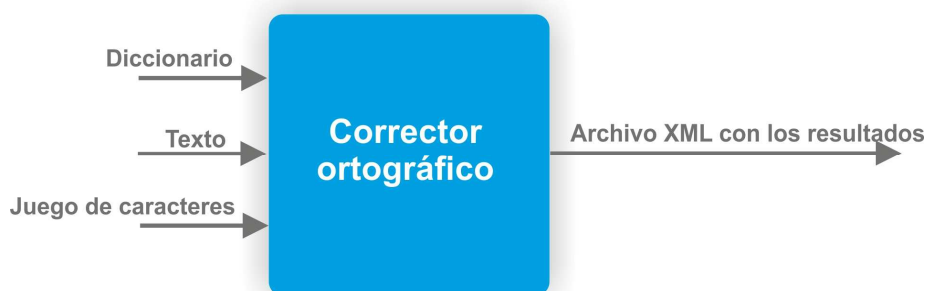 Diccionario
Texto
Juego de caracteres
Corrector
ortográfico
Archivo XML con los resultados